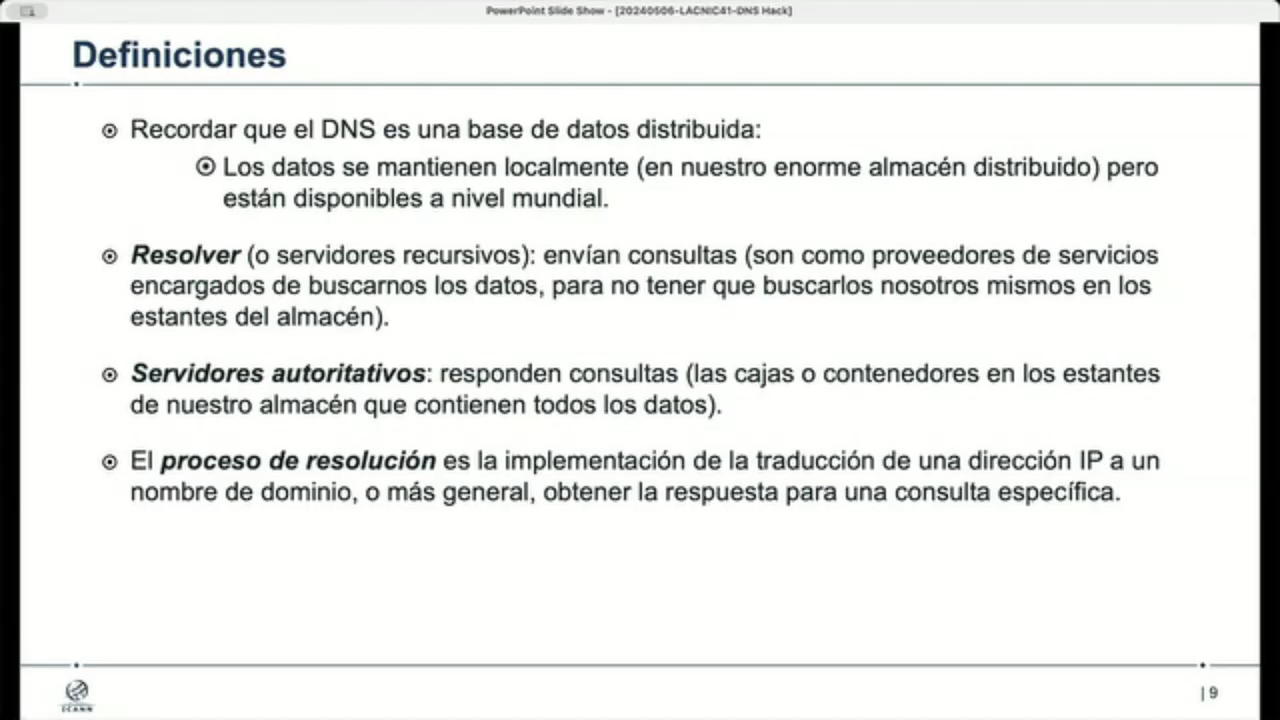 PowerPoint Slide Show - [20240506-LACNIC41-DNS Hack]
Definiciones
Recordar que el DNS es una base de datos distribuida:
Los datos se mantienen localmente (en nuestro enorme almacén distribuido) pero
están disponibles a nivel mundial.
Resolver (o servidores recursivos): envían consultas (son como proveedores de servicios
encargados de buscarnos los datos, para no tener que buscarlos nosotros mismos en los
estantes del almacén).
Servidores autoritativos: responden consultas (las cajas o contenedores en los estantes
de nuestro almacén que contienen todos los datos).
El proceso de resolución es la implementación de la traducción de una dirección IP a un
nombre de dominio, o más general, obtener la respuesta para una consulta específica.
ICANN
| 9